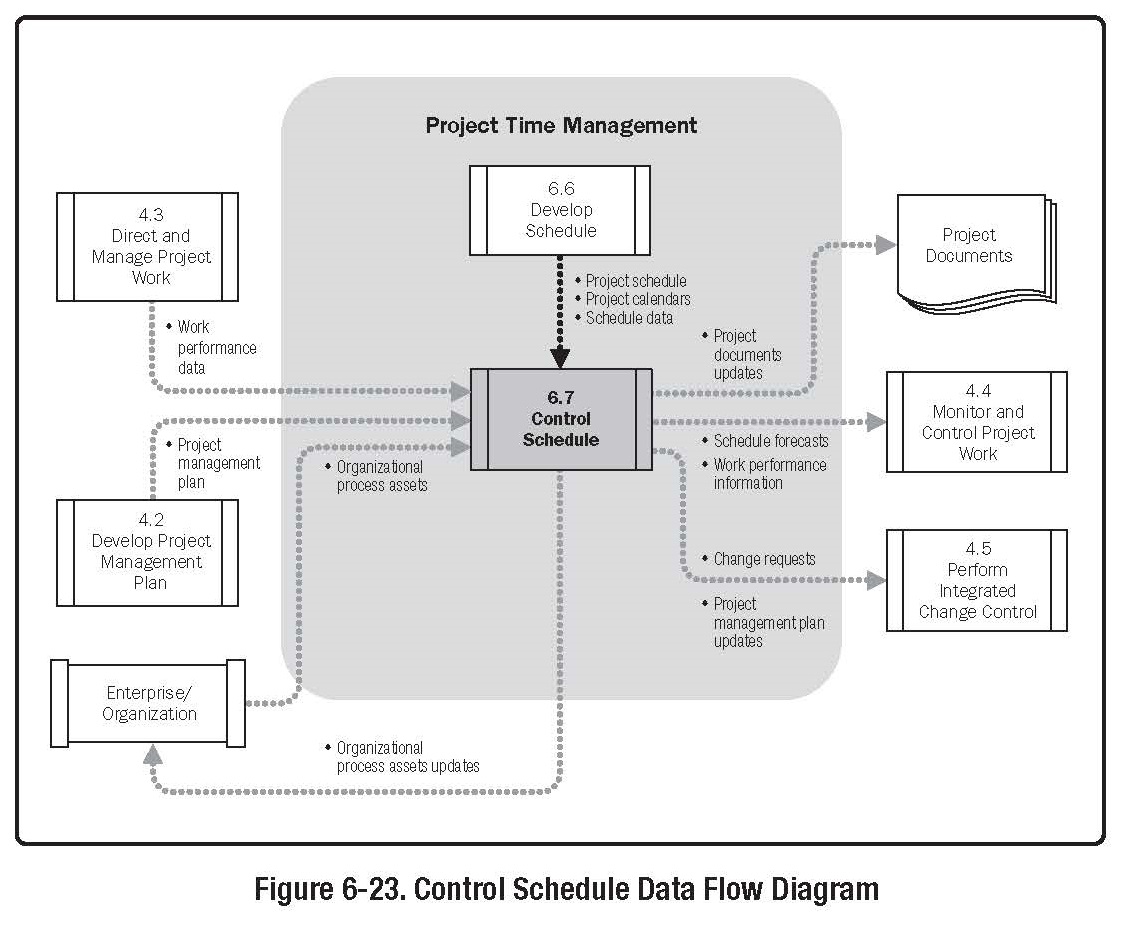 Project Time Management
6.6
Develop
Schedule
4.3
Direct and
Manage Project
Work
Project
Documents
• Project schedule
• Project calendars
• Schedule data
• Work
performance
data
• Project
documents
updates
6.7
Control
Schedule
4.4
Monitor and
Control Project
Work
• Project
management
plan
• Organizational
process assets
• Schedule forecasts
• Work performance
information
4.2
Develop Project
Management
Plan
• Change requests
4.5
Perform
Integrated
Change Control
• Project
management plan
updates
Enterprise/
Organization
• Organizational
process assets updates
Figure 6-23. Control Schedule Data Flow Diagram